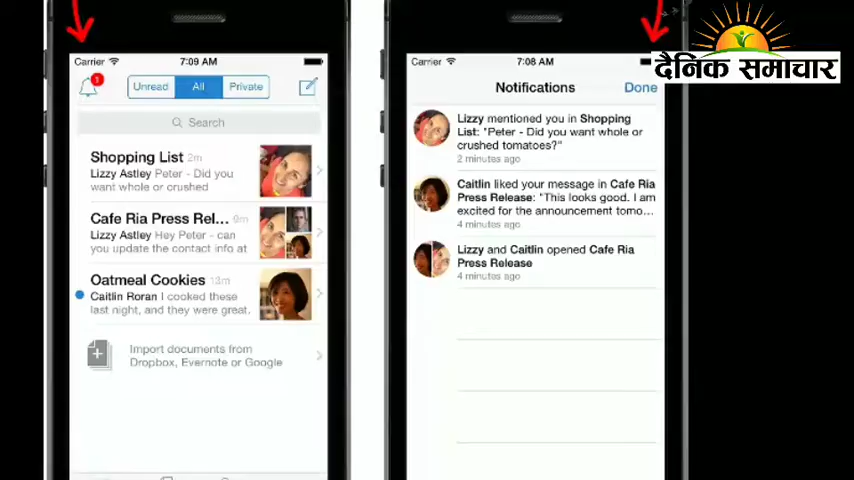 Carrier 7:09 AM
1
Unread All Private
Search
Shopping List 2m
Lizzy Astley Peter - Did you
want whole or crushed
Cafe Ria Press Rel... 9m
Lizzy Astley Hey Peter - can
you update the contact info at
Oatmeal Cookies 13m
Caitlin Roran I cooked these
last night, and they were great.
Import documents from
Dropbox, Evernote or Google
Carrier 7:08 AM
Notifications Done
Lizzy mentioned you in Shopping
List: "Peter - Did you want whole or
crushed tomatoes?"
2 minutes ago
Caitlin liked your message in Cafe Ria
Press Release: "This looks good. I am
excited for the announcement tomo...
4 minutes ago
Lizzy and Caitlin opened Cafe Ria
Press Release
4 minutes ago
दैनिक समाचार